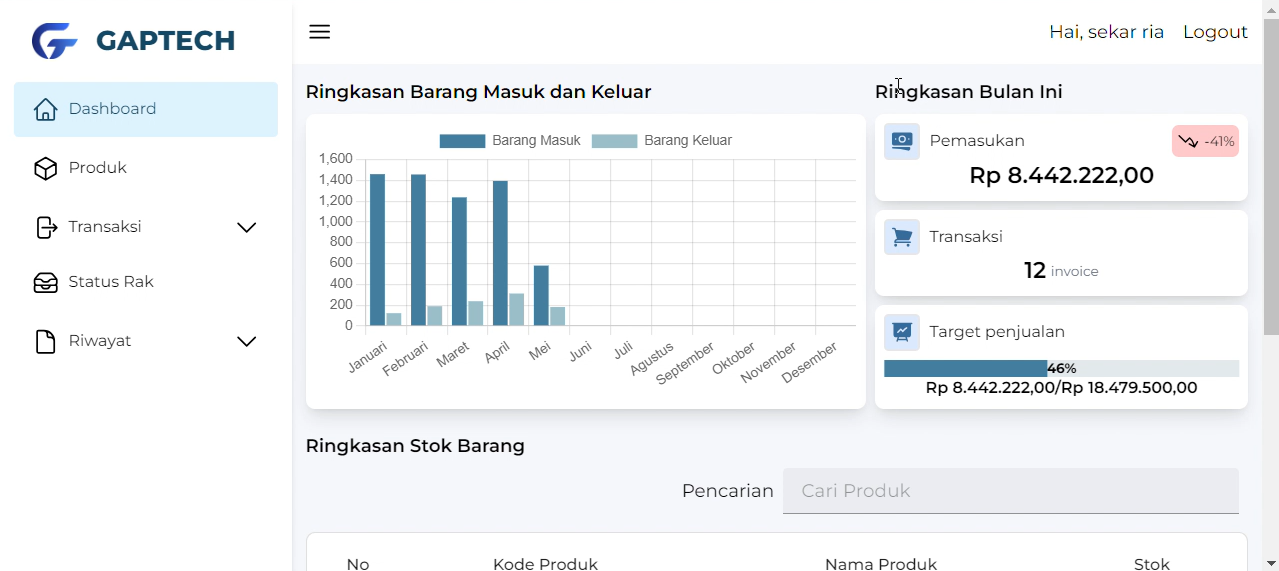 GAPTECH
Dashboard
Produk
Transaksi
Status Rak
Riwayat
Hai, sekar ria
Logout
Ringkasan Barang Masuk dan Keluar
Barang Masuk
Barang Keluar
1,600
1,400
1,200
1,000
800
600
400
200
0
Januari
Februari
Maret
April
Mei
Juni
Juli
Agustus
September
Oktober
November
Desember
Ringkasan Bulan Ini
Pemasukan
-41%
Rp 8.442.222,00
Transaksi
12 invoice
Target penjualan
46%
Rp 8.442.222,00/Rp 18.479.500,00
Ringkasan Stok Barang
Pencarian
Cari Produk
No
Kode Produk
Nama Produk
Stok